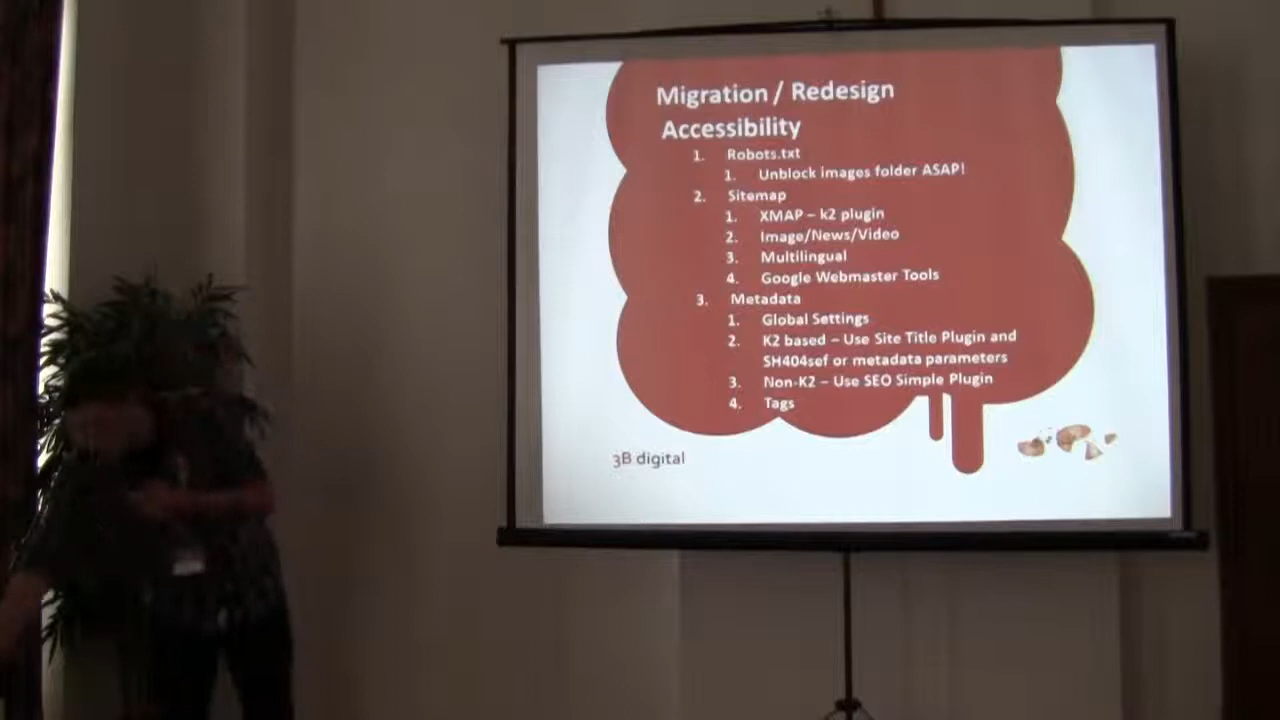 Migration / Redesign
Accessibility
1. Robots.txt
1. Unblock images folder ASAP!
2. Sitemap
1. XMAP – k2 plugin
2. Image/News/Video
3. Multilingual
4. Google Webmaster Tools
3. Metadata
1. Global Settings
2. K2 based – Use Site Title Plugin and
SH404sef or metadata parameters
3. Non-K2 – Use SEO Simple Plugin
4. Tags
3B digital